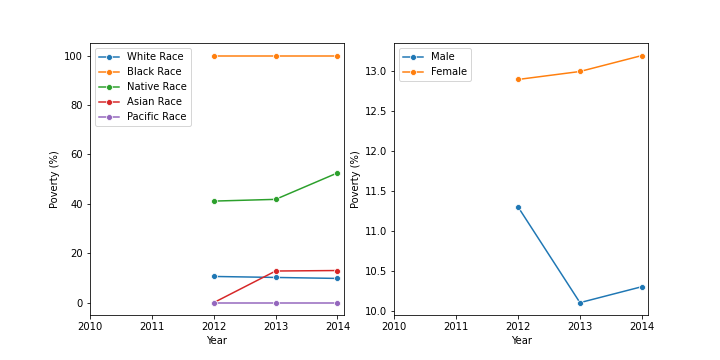 White Race
Black Race
Native Race
Asian Race
Pacific Race
100
80
60
40
20
0
Poverty (%)
2010 2011 2012 2013 2014
Year
Male
Female
13.0
12.5
12.0
11.5
11.0
10.5
10.0
Poverty (%)
2010 2011 2012 2013 2014
Year